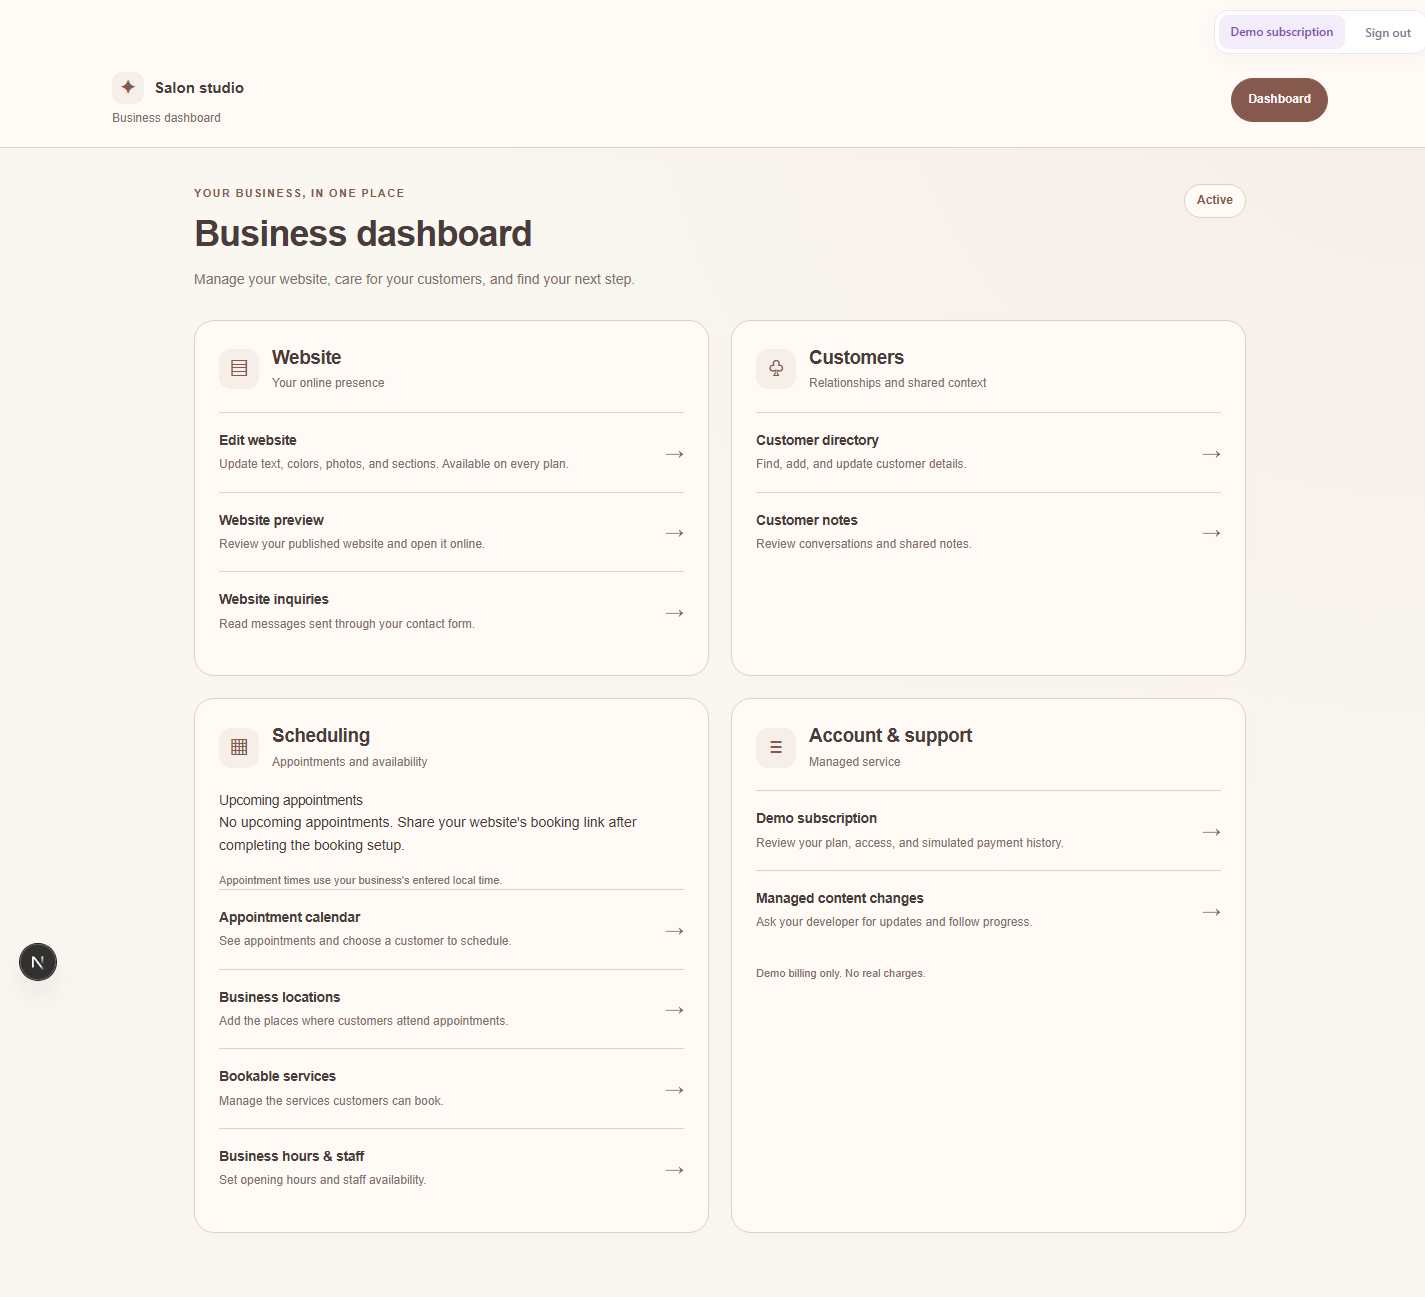 Demo subscription
Sign out
Salon studio
Business dashboard
Dashboard
YOUR BUSINESS, IN ONE PLACE
Active
Business dashboard
Manage your website, care for your customers, and find your next step.
Website
Your online presence
Edit website
Update text, colors, photos, and sections. Available on every plan.
Website preview
Review your published website and open it online.
Website inquiries
Read messages sent through your contact form.
Customers
Relationships and shared context
Customer directory
Find, add, and update customer details.
Customer notes
Review conversations and shared notes.
Scheduling
Appointments and availability
Upcoming appointments
No upcoming appointments. Share your website's booking link after
completing the booking setup.
Appointment times use your business's entered local time.
Appointment calendar
See appointments and choose a customer to schedule.
Business locations
Add the places where customers attend appointments.
Bookable services
Manage the services customers can book.
Business hours & staff
Set opening hours and staff availability.
Account & support
Managed service
Demo subscription
Review your plan, access, and simulated payment history.
Managed content changes
Ask your developer for updates and follow progress.
Demo billing only. No real charges.
N